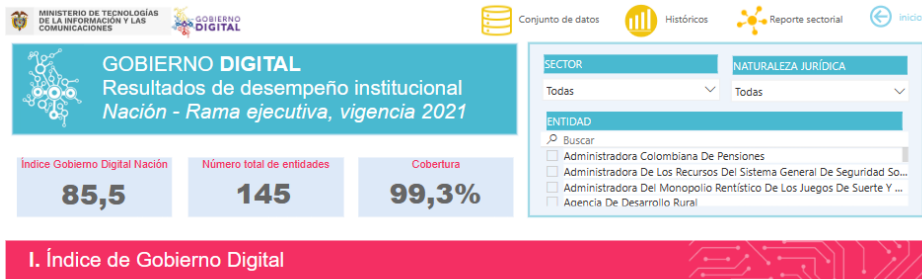 MINISTERIO DE TECNOLOGÍAS
DE LA INFORMACIÓN Y LAS
COMUNICACIONES
GOBIERNO
DIGITAL
Conjunto de datos
Históricos
Reporte sectorial
inicio
GOBIERNO DIGITAL
Resultados de desempeño institucional
Nación - Rama ejecutiva, vigencia 2021
SECTOR
Todas
NATURALEZA JURÍDICA
Todas
ENTIDAD
Buscar
Administradora Colombiana De Pensiones
Administradora De Los Recursos Del Sistema General De Seguridad So...
Administradora Del Monopolio Rentístico De Los Juegos De Suerte Y ...
Agencia De Desarrollo Rural
Índice Gobierno Digital Nación
85,5
Número total de entidades
145
Cobertura
99,3%
I. Índice de Gobierno Digital